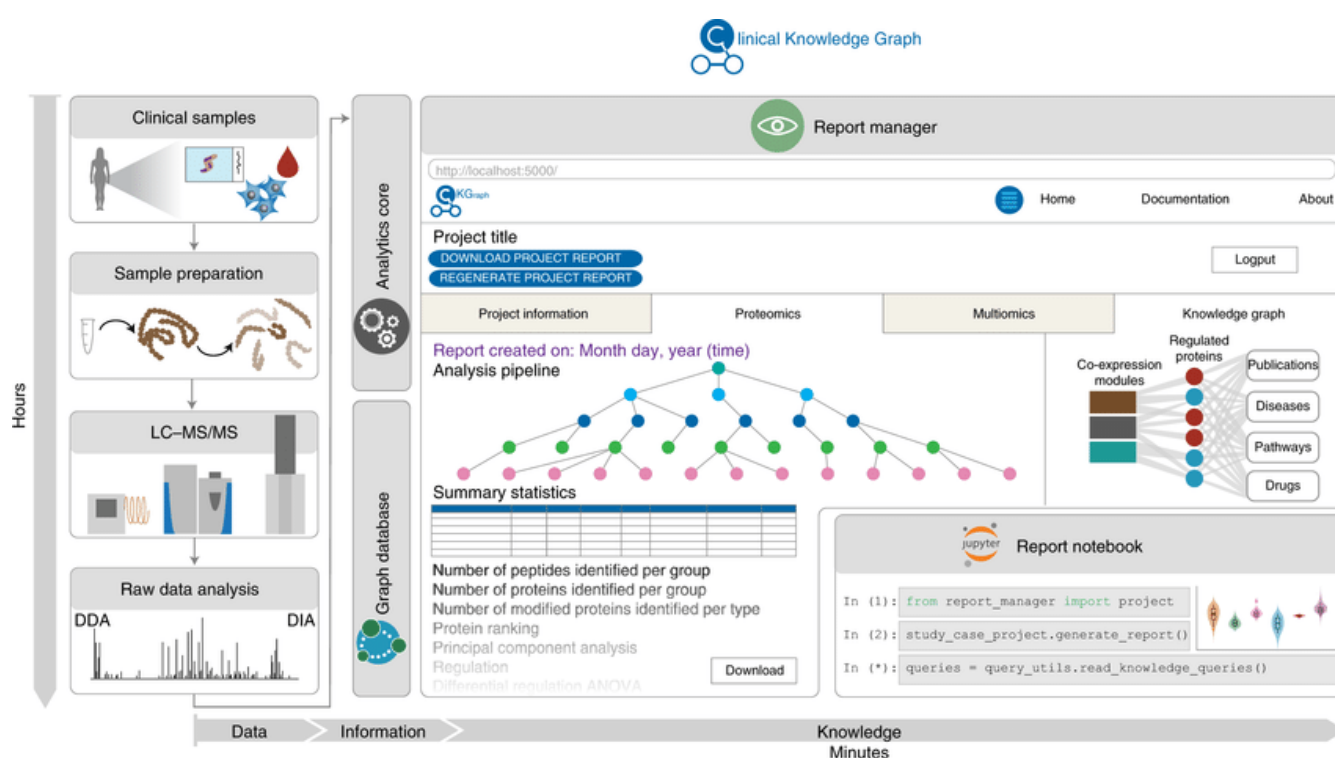 Clinical Knowledge Graph
Hours
Clinical samples
Sample preparation
LC–MS/MS
Raw data analysis
DDA
DIA
Analytics core
Graph database
Report manager
http://localhost:5000/
CKGraph
Home
Documentation
About
Project title
DOWNLOAD PROJECT REPORT
REGENERATE PROJECT REPORT
Logput
Project information
Proteomics
Multiomics
Knowledge graph
Report created on: Month day, year (time)
Analysis pipeline
Co-expression
modules
Regulated
proteins
Publications
Diseases
Pathways
Drugs
Summary statistics
Number of peptides identified per group
Number of proteins identified per group
Number of modified proteins identified per type
Protein ranking
Principal component analysis
Regulation
Differential regulation ANOVA
Download
jupyter
Report notebook
In (1): from report_manager import project
In (2): study_case_project.generate_report()
In (*): queries = query_utils.read_knowledge_queries()
Data
Information
Knowledge
Minutes